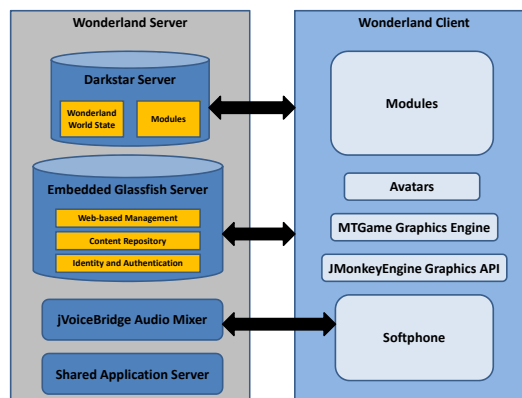 Wonderland Server
Darkstar Server
Wonderland
World State
Modules
Embedded Glassfish Server
Web-based Management
Content Repository
Identity and Authentication
jVoiceBridge Audio Mixer
Shared Application Server
Wonderland Client
Modules
Avatars
MTGame Graphics Engine
JMonkeyEngine Graphics API
Softphone